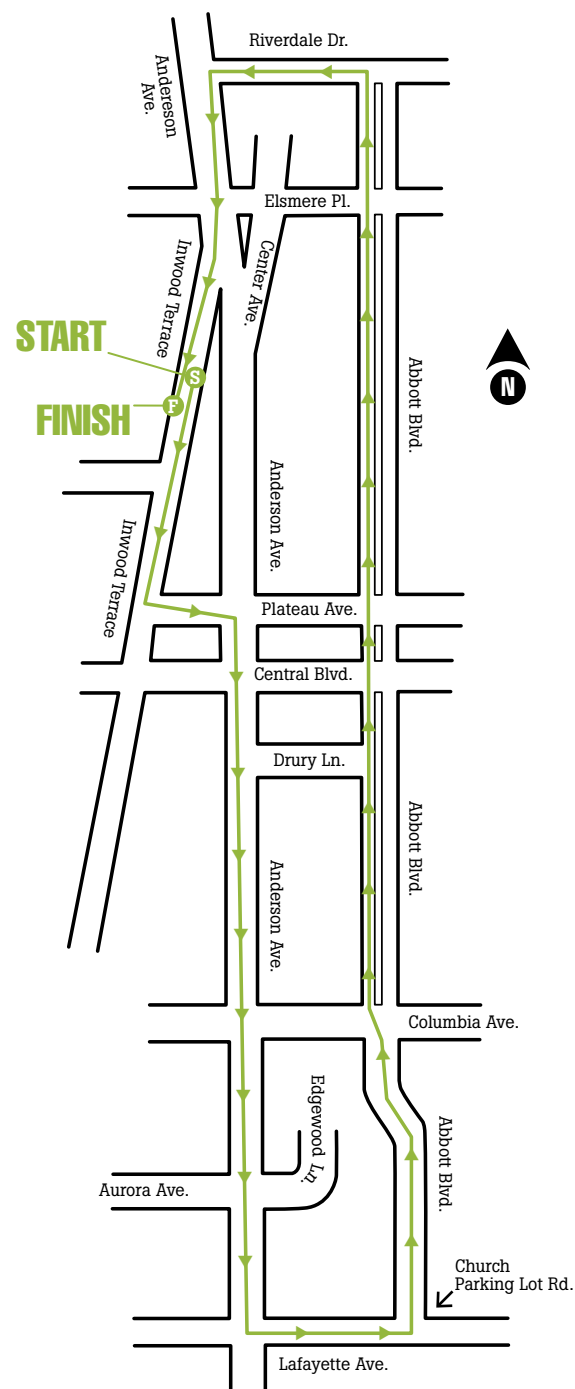 Riverdale Dr.
Andereson
Ave.
Elsmere Pl.
Inwood Terrace
Center Ave.
START
S
F
FINISH
N
Abbott Blvd.
Anderson Ave.
Inwood Terrace
Plateau Ave.
Central Blvd.
Drury Ln.
Abbott Blvd.
Anderson Ave.
Columbia Ave.
Edgewood Ln.
Abbott Blvd.
Aurora Ave.
Church
Parking Lot Rd.
Lafayette Ave.